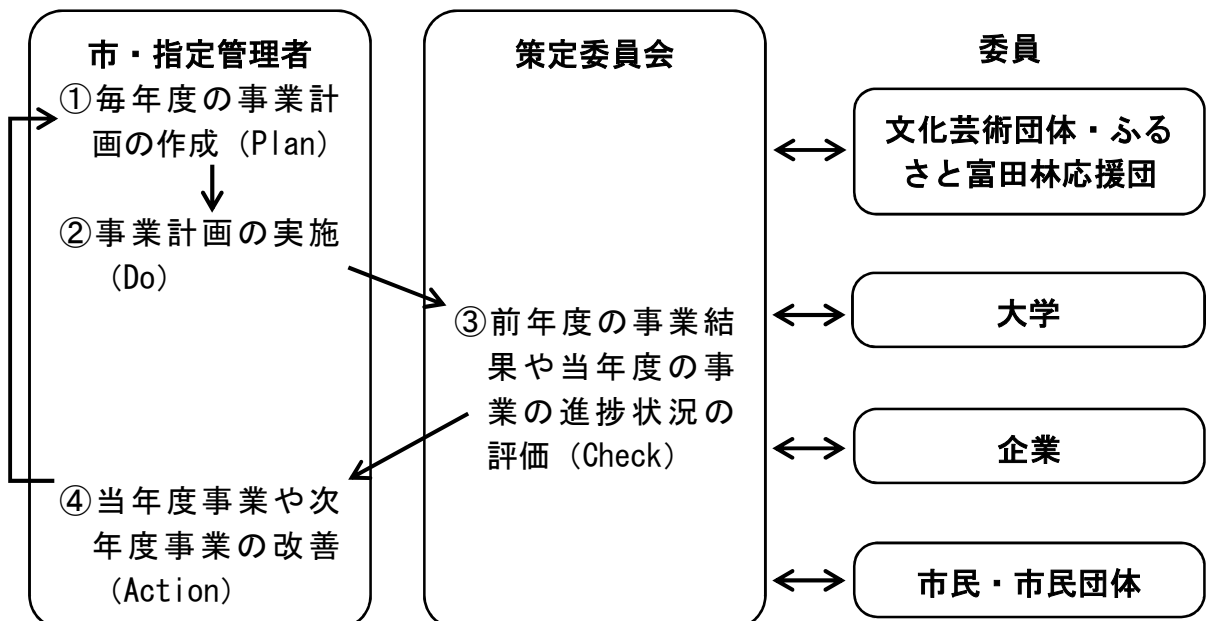 市・指定管理者
①毎年度の事業計
画の作成（Plan）
②事業計画の実施
（Do）
④当年度事業や次
年度事業の改善
（Action）
策定委員会
③前年度の事業結
果や当年度の事
業の進捗状況の
評価（Check）
委員
文化芸術団体・ふる
さと富田林応援団
大学
企業
市民・市民団体